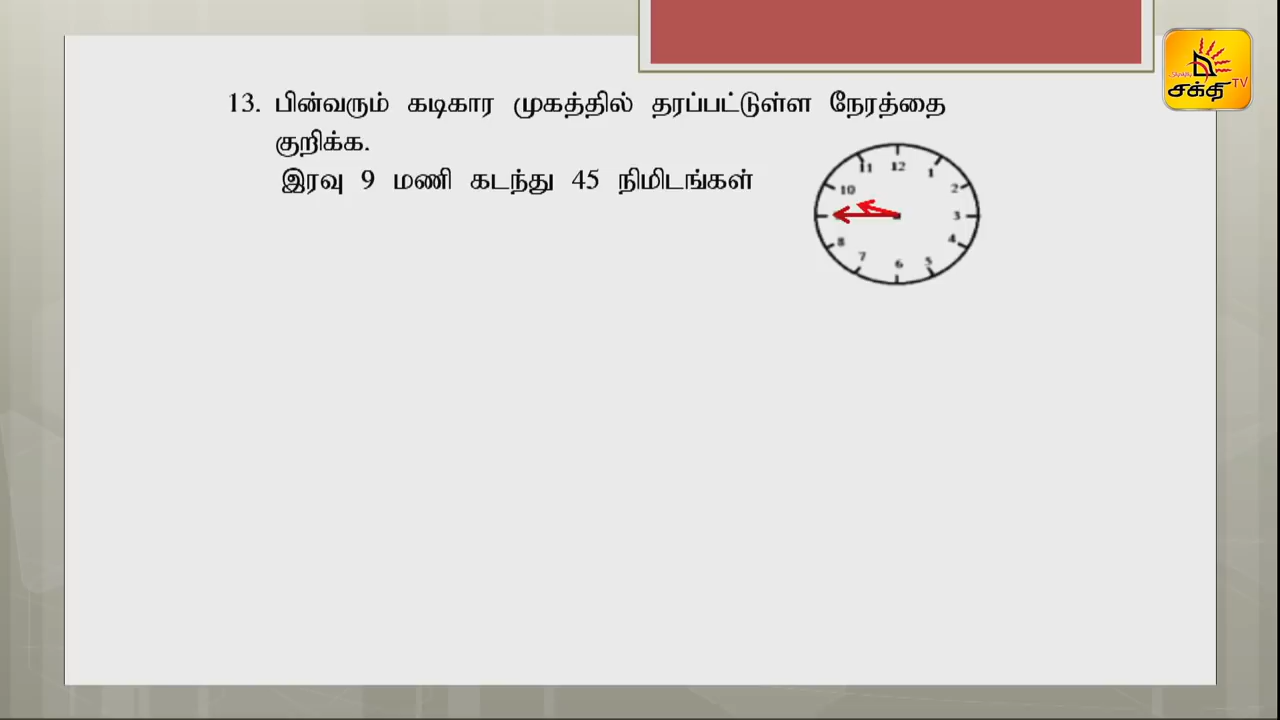 13. பின்வரும் கடிகார முகத்தில் தரப்பட்டுள்ள நேரத்தை
குறிக்க.
இரவு 9 மணி கடந்து 45 நிமிடங்கள்
12
11
1
10
2
3
8
4
7
5
6
சக்தி TV